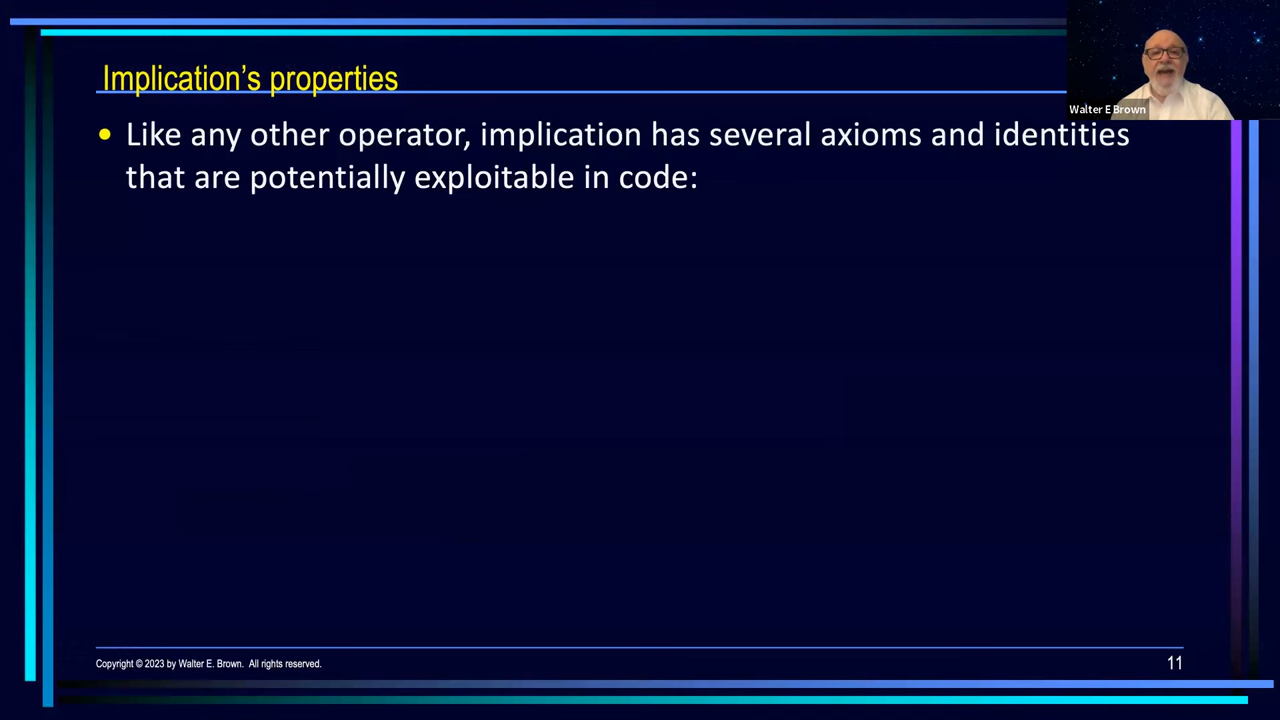 Implication's properties
Walter E Brown
• Like any other operator, implication has several axioms and identities
that are potentially exploitable in code:
Copyright © 2023 by Walter E. Brown. All rights reserved.
11